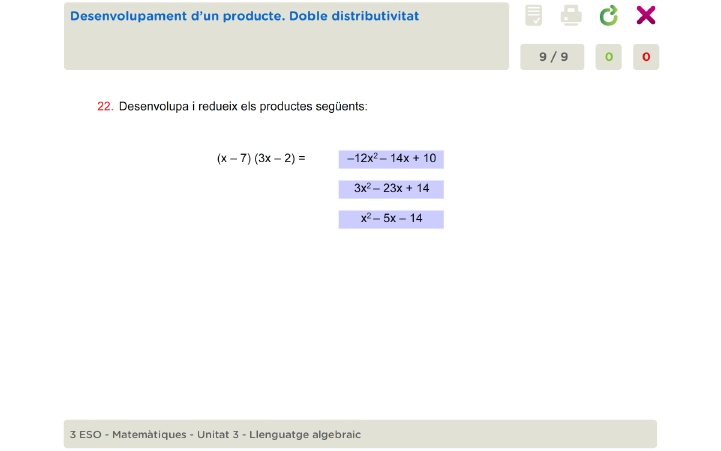 Desenvolupament d'un producte. Doble distributivitat
9 / 9
0
0
22. Desenvolupa i redueix els productes següents:
(x – 7) (3x – 2) =
–12x² – 14x + 10
3x² – 23x + 14
x² – 5x – 14
3 ESO - Matemàtiques - Unitat 3 - Llenguatge algebraic